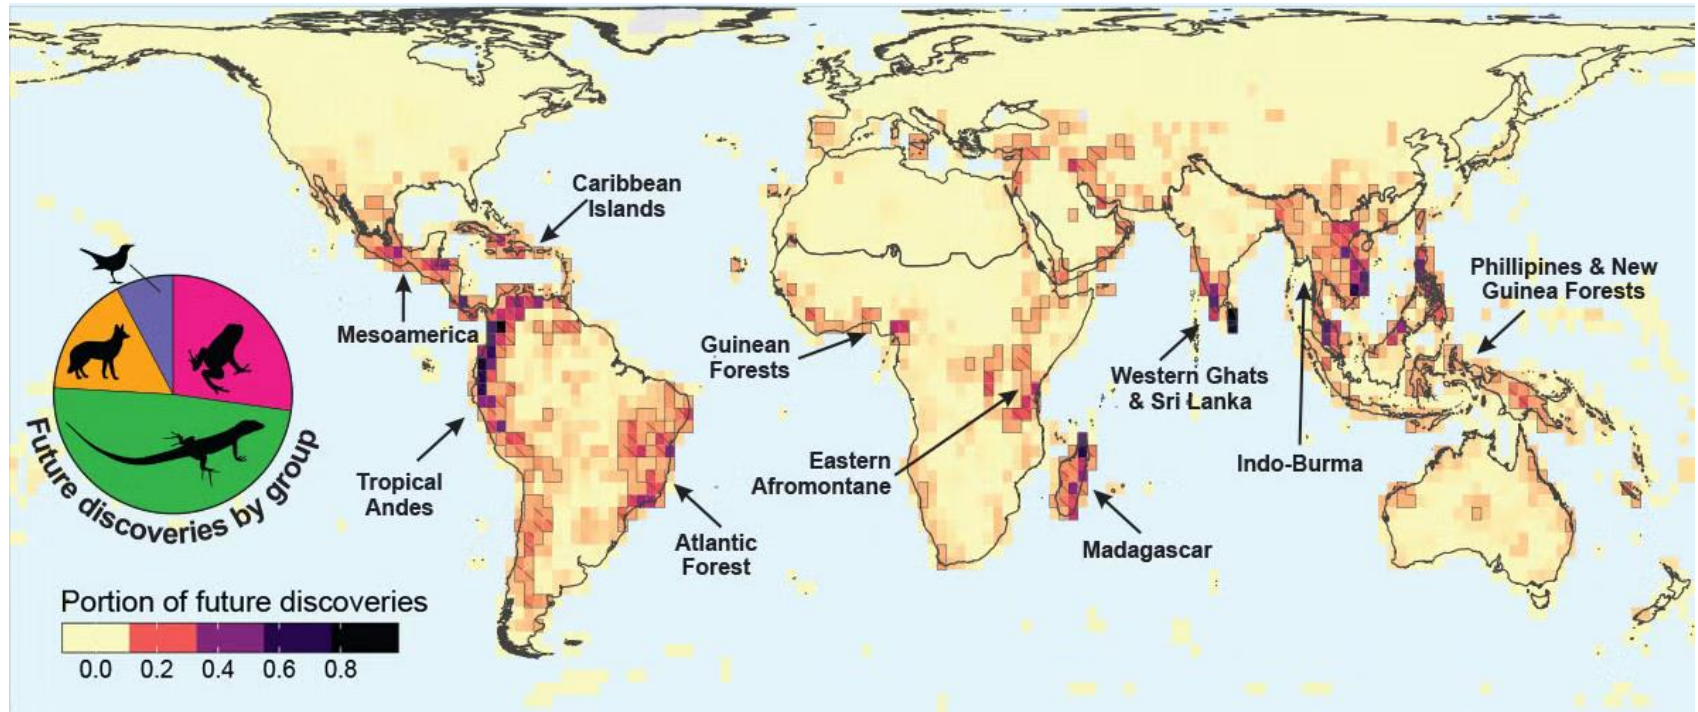 Caribbean
Islands
Phillipines & New
Guinea Forests
Mesoamerica
Guinean
Forests
Western Ghats
& Sri Lanka
Indo-Burma
Eastern
Afromontane
Tropical
Andes
Atlantic
Forest
Madagascar
Future discoveries by group
Portion of future discoveries
0.0 0.2 0.4 0.6 0.8